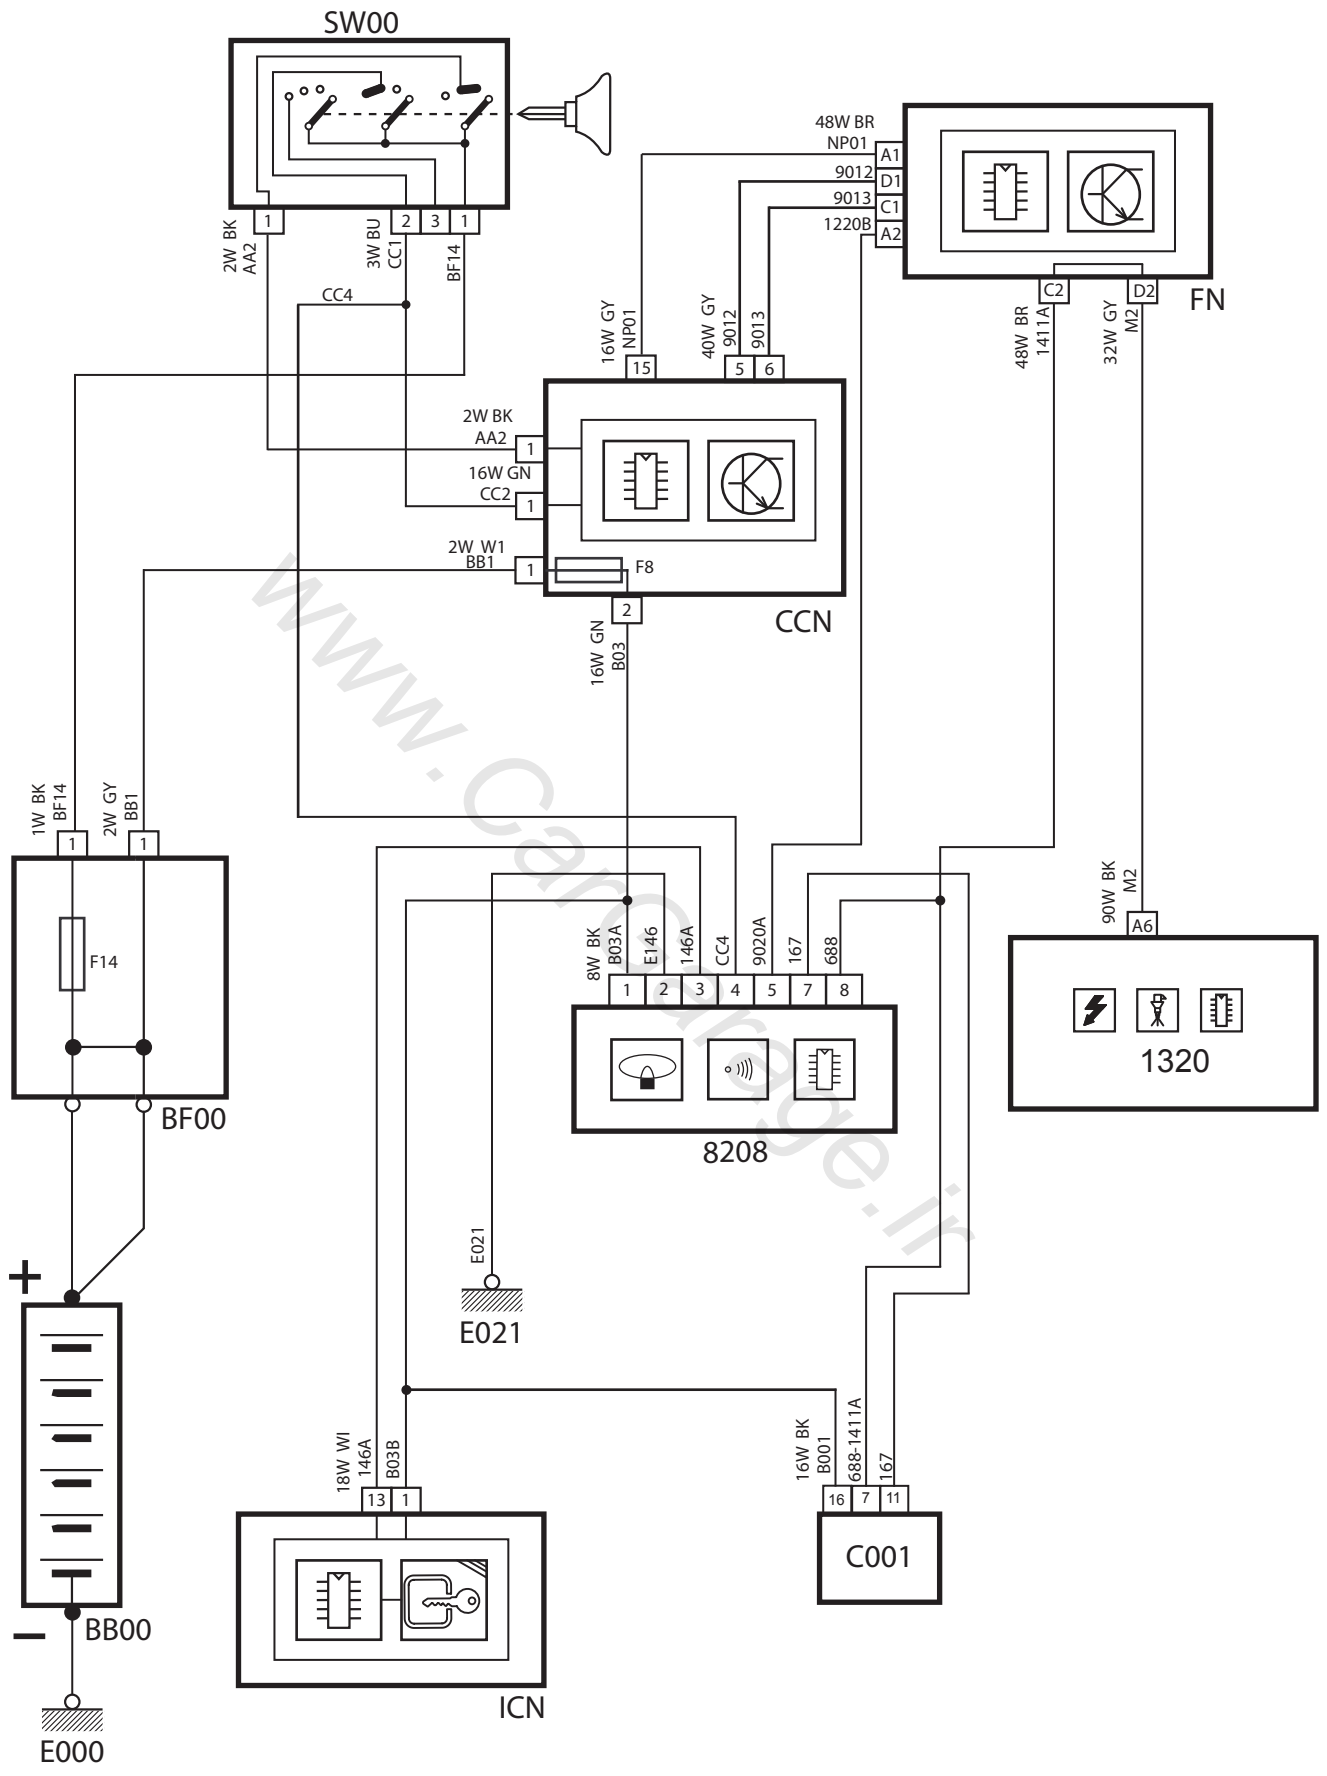 SW00
1
2
3
1
2W BK
AA2
3W BU
CC1
BF14
CC4
48W BR
NP01
9012
9013
1220B
A1
D1
C1
A2
C2
D2
FN
48W BR
1411A
32W GY
M2
16W GY
NP01
40W GY
9012
9013
15
5
6
2W BK
AA2
1
16W GN
CC2
1
2W W1
BB1
1
F8
2
CCN
16W GN
B03
1W BK
BF14
2W GY
BB1
1
1
F14
BF00
90W BK
M2
A6
1320
8W BK
B03A
E146
146A
CC4
9020A
167
688
1
2
3
4
5
7
8
8208
E021
E021
+
−
BB00
E000
18W WI
146A
B03B
13
1
ICN
16W BK
B001
688-1411A
167
16
7
11
C001
www.CarGarage.ir